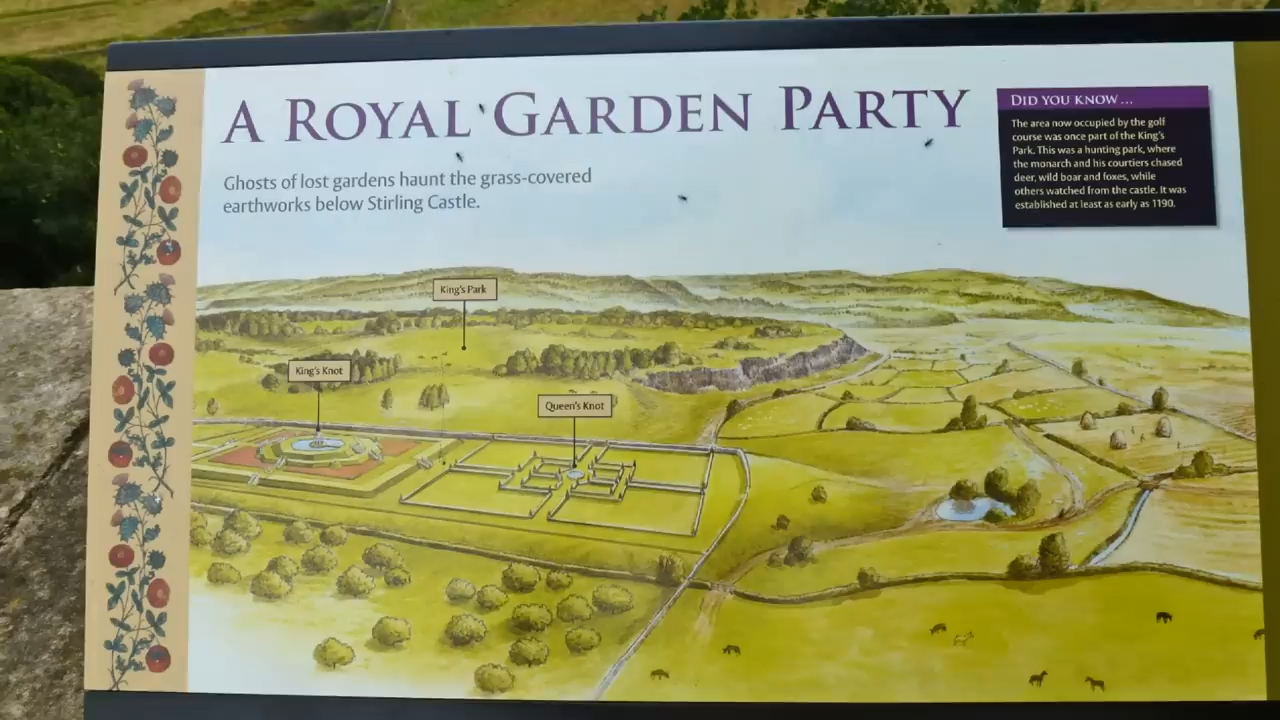 A ROYAL GARDEN PARTY
Ghosts of lost gardens haunt the grass-covered
earthworks below Stirling Castle.
DID YOU KNOW...
The area now occupied by the golf
course was once part of the King's
Park. This was a hunting park, where
the monarch and his courtiers chased
deer, wild boar and foxes, while
others watched from the castle. It was
established at least as early as 1190.
King's Park
King's Knot
Queen's Knot